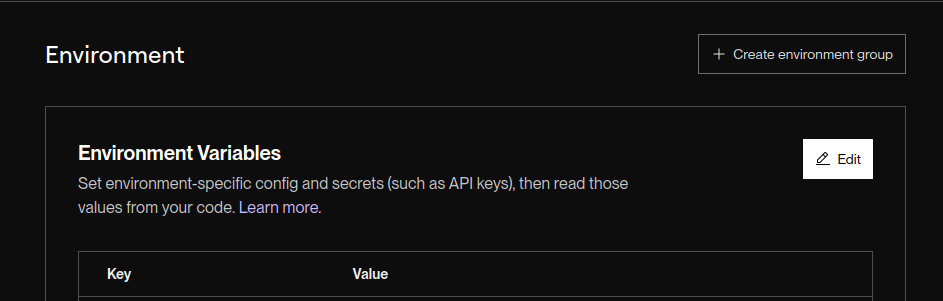 Environment
Create environment group
Environment Variables
Edit
Set environment-specific config and secrets (such as API keys), then read those
values from your code. Learn more.
Key Value